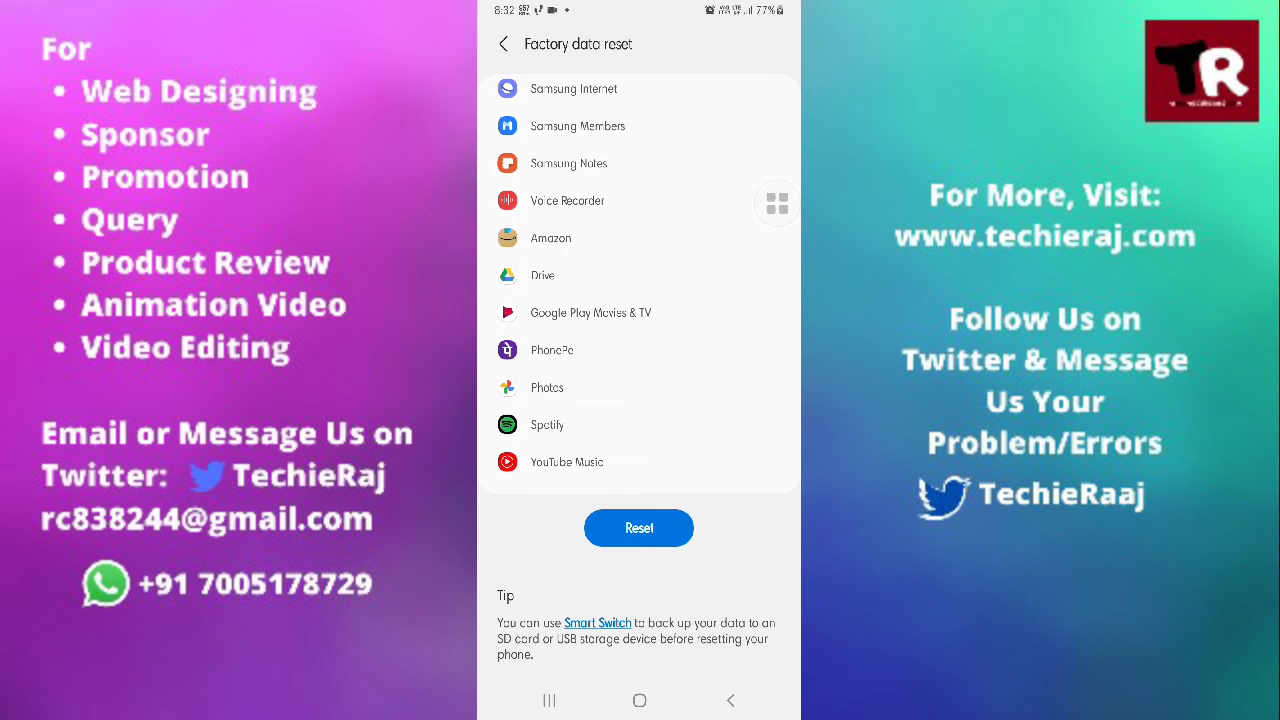 For
• Web Designing
• Sponsor
• Promotion
• Query
• Product Review
• Animation Video
• Video Editing
Email or Message Us on
Twitter: TechieRaj
rc838244@gmail.com
+91 7005178729
8:32
77%
Factory data reset
Samsung Internet
Samsung Members
Samsung Notes
Voice Recorder
Amazon
Drive
Google Play Movies & TV
PhonePe
Photos
Spotify
YouTube Music
Reset
Tip
You can use Smart Switch to back up your data to an
SD card or USB storage device before resetting your
phone.
TR
For More, Visit:
www.techieraj.com
Follow Us on
Twitter & Message
Us Your
Problem/Errors
TechieRaaj